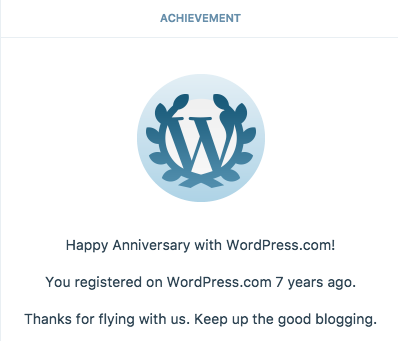 ACHIEVEMENT
W
Happy Anniversary with WordPress.com!
You registered on WordPress.com 7 years ago.
Thanks for flying with us. Keep up the good blogging.